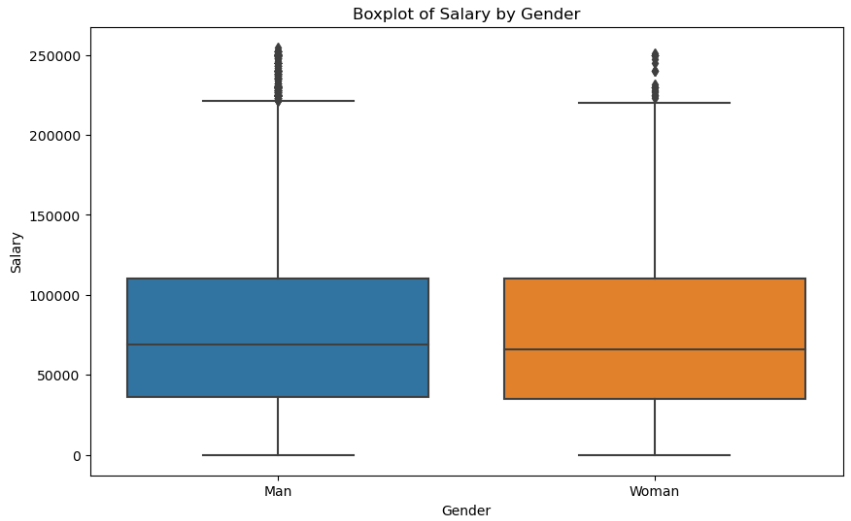 Boxplot of Salary by Gender
250000
200000
150000
100000
50000
0
Salary
Man
Woman
Gender